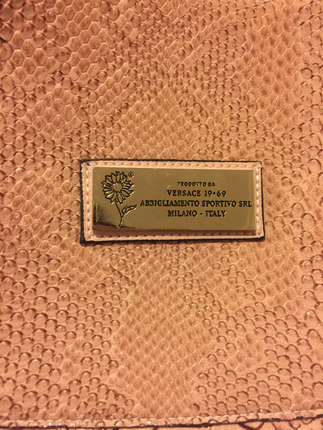 PRODOTTO DA
VERSACE 19•69
ABBIGLIAMENTO SPORTIVO SRL
MILANO - ITALY